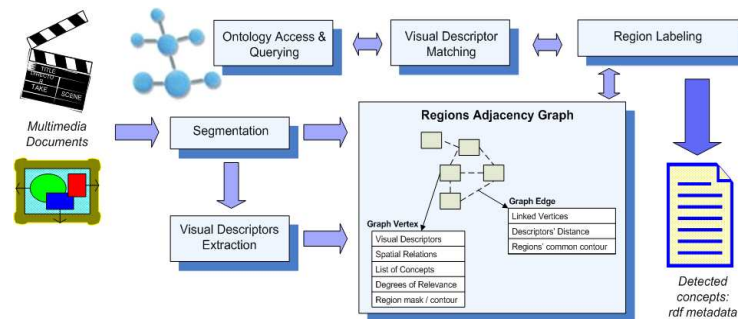 Ontology Access &
Querying
Visual Descriptor
Matching
Region Labeling
TITLE
DIRECTO
R
TAKE
SCENE
Multimedia
Documents
Segmentation
Regions Adjacency Graph
Visual Descriptors
Extraction
Graph Vertex
Visual Descriptors
Spatial Relations
List of Concepts
Degrees of Relevance
Region mask / contour
Graph Edge
Linked Vertices
Descriptors' Distance
Regions' common contour
Detected
concepts:
rdf metadata